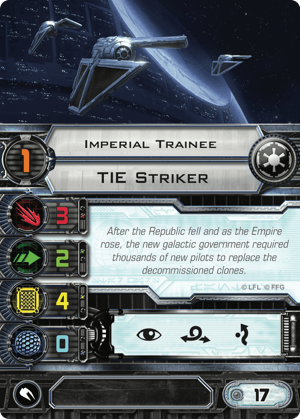 Imperial Trainee
1
TIE Striker
3
After the Republic fell and as the Empire
rose, the new galactic government required
thousands of new pilots to replace the
decommissioned clones.
2
©LFL ©FFG
4
0
17